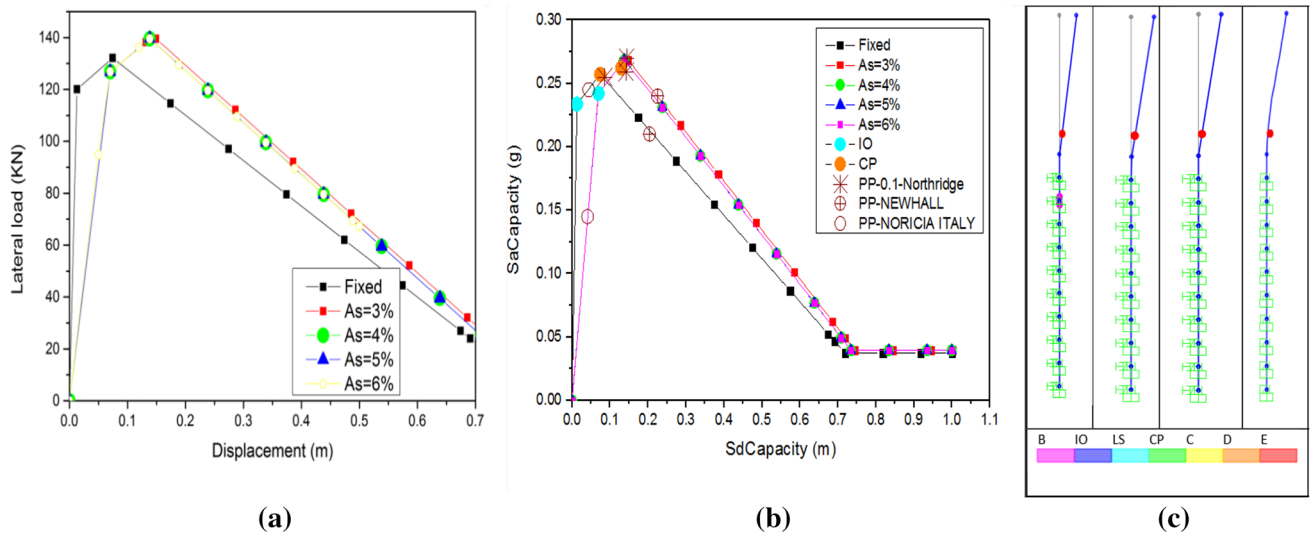 140
120
100
80
60
40
20
0
0.0 0.1 0.2 0.3 0.4 0.5 0.6 0.7
Lateral load (KN)
Displacement (m)
Fixed
As=3%
As=4%
As=5%
As=6%
(a)
0.30
0.25
0.20
0.15
0.10
0.05
0.00
0.0 0.1 0.2 0.3 0.4 0.5 0.6 0.7 0.8 0.9 1.0 1.1
SaCapacity (g)
SdCapacity (m)
Fixed
As=3%
As=4%
As=5%
As=6%
IO
CP
PP-0.1-Northridge
PP-NEWHALL
PP-NORICIA ITALY
(b)
B IO LS CP C D E
(c)